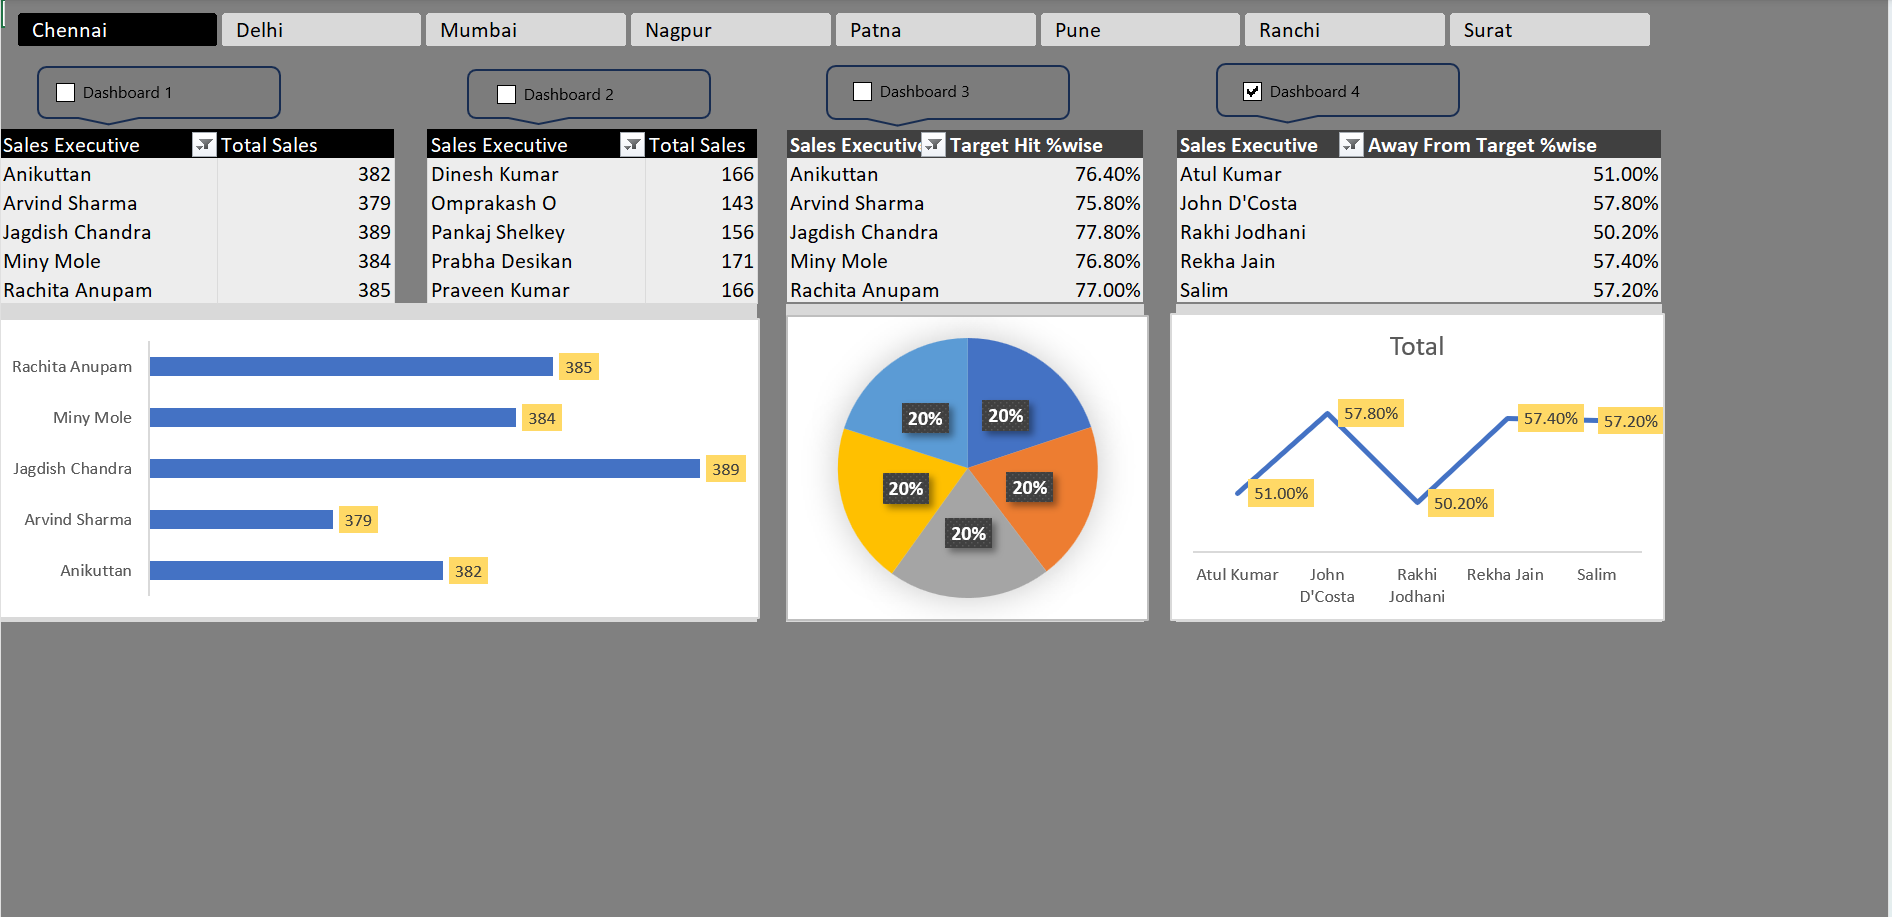 Chennai Delhi Mumbai Nagpur Patna Pune Ranchi Surat
Dashboard 1 Dashboard 2 Dashboard 3 Dashboard 4
Sales Executive Total Sales
Anikuttan 382
Arvind Sharma 379
Jagdish Chandra 389
Miny Mole 384
Rachita Anupam 385
Sales Executive Total Sales
Dinesh Kumar 166
Omprakash O 143
Pankaj Shelkey 156
Prabha Desikan 171
Praveen Kumar 166
Sales Executive Target Hit %wise
Anikuttan 76.40%
Arvind Sharma 75.80%
Jagdish Chandra 77.80%
Miny Mole 76.80%
Rachita Anupam 77.00%
Sales Executive Away From Target %wise
Atul Kumar 51.00%
John D'Costa 57.80%
Rakhi Jodhani 50.20%
Rekha Jain 57.40%
Salim 57.20%
Rachita Anupam 385
Miny Mole 384
Jagdish Chandra 389
Arvind Sharma 379
Anikuttan 382
20% 20%
20% 20%
20%
Total
57.80% 57.40% 57.20%
51.00% 50.20%
Atul Kumar John Rakhi Rekha Jain Salim
D'Costa Jodhani